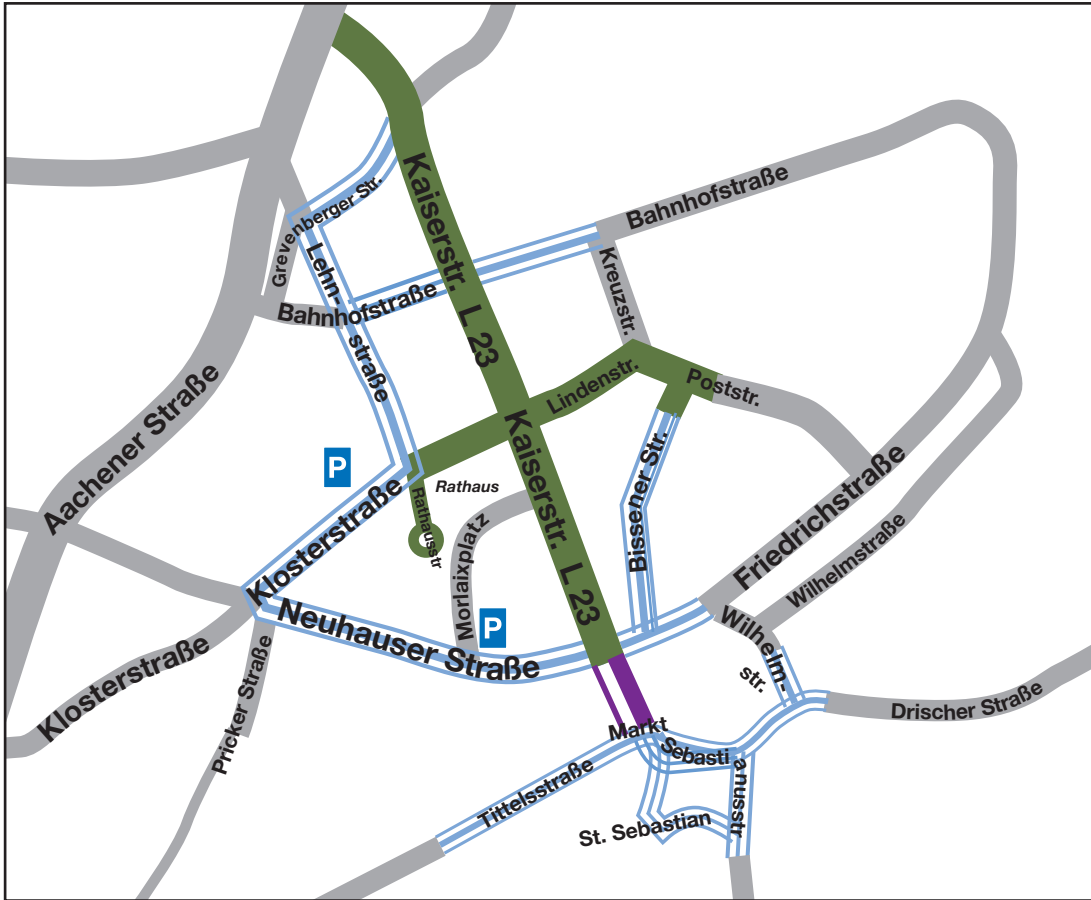 Kaiserstr. L 23
Grevenberger Str.
Bahnhofstraße
Lehn-
straße
Bahnhofstraße
Kreuzstr.
Lindenstr.
Poststr.
Aachener Straße
P
Rathaus
Rathausstr
Kaiserstr. L 23
Morlaixplatz
Bissener Str.
Friedrichstraße
Wilhelmstraße
Klosterstraße
Neuhauser Straße
P
Wilhelm-
str.
Klosterstraße
Pricker Straße
Markt
Sebasti
anusstr
Drischer Straße
Tittelsstraße
St. Sebastian